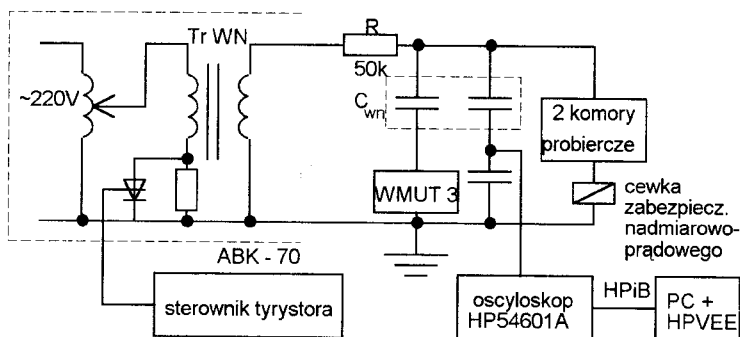 Tr WN
R
50k
~220V
C wn
2 komory
probiercze
WMUT 3
cewka
zabezpiecz.
nadmiarowo-
prądowego
ABK - 70
sterownik tyrystora
oscyloskop
HP54601A
HPiB
PC +
HPVEE